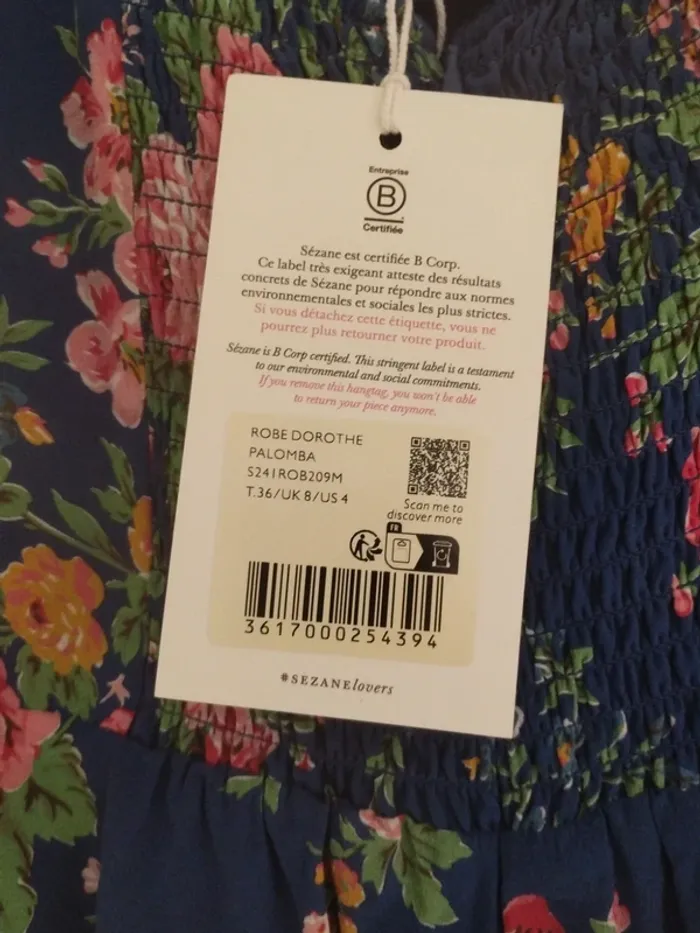 Entreprise
B
Certifiée
Sézane est certifiée B Corp.
Ce label très exigeant atteste des résultats
concrets de Sézane pour répondre aux normes
environnementales et sociales les plus strictes.
Si vous détachez cette étiquette, vous ne
pourrez plus retourner votre produit.
Sézane is B Corp certified. This stringent label is a testament
to our environmental and social commitments.
If you remove this hangtag, you won't be able
to return your piece anymore.
ROBE DOROTHE
PALOMBA
S241ROB209M
T.36/UK 8/US 4
Scan me to
discover more
FR
3617000254394
#SEZANElovers